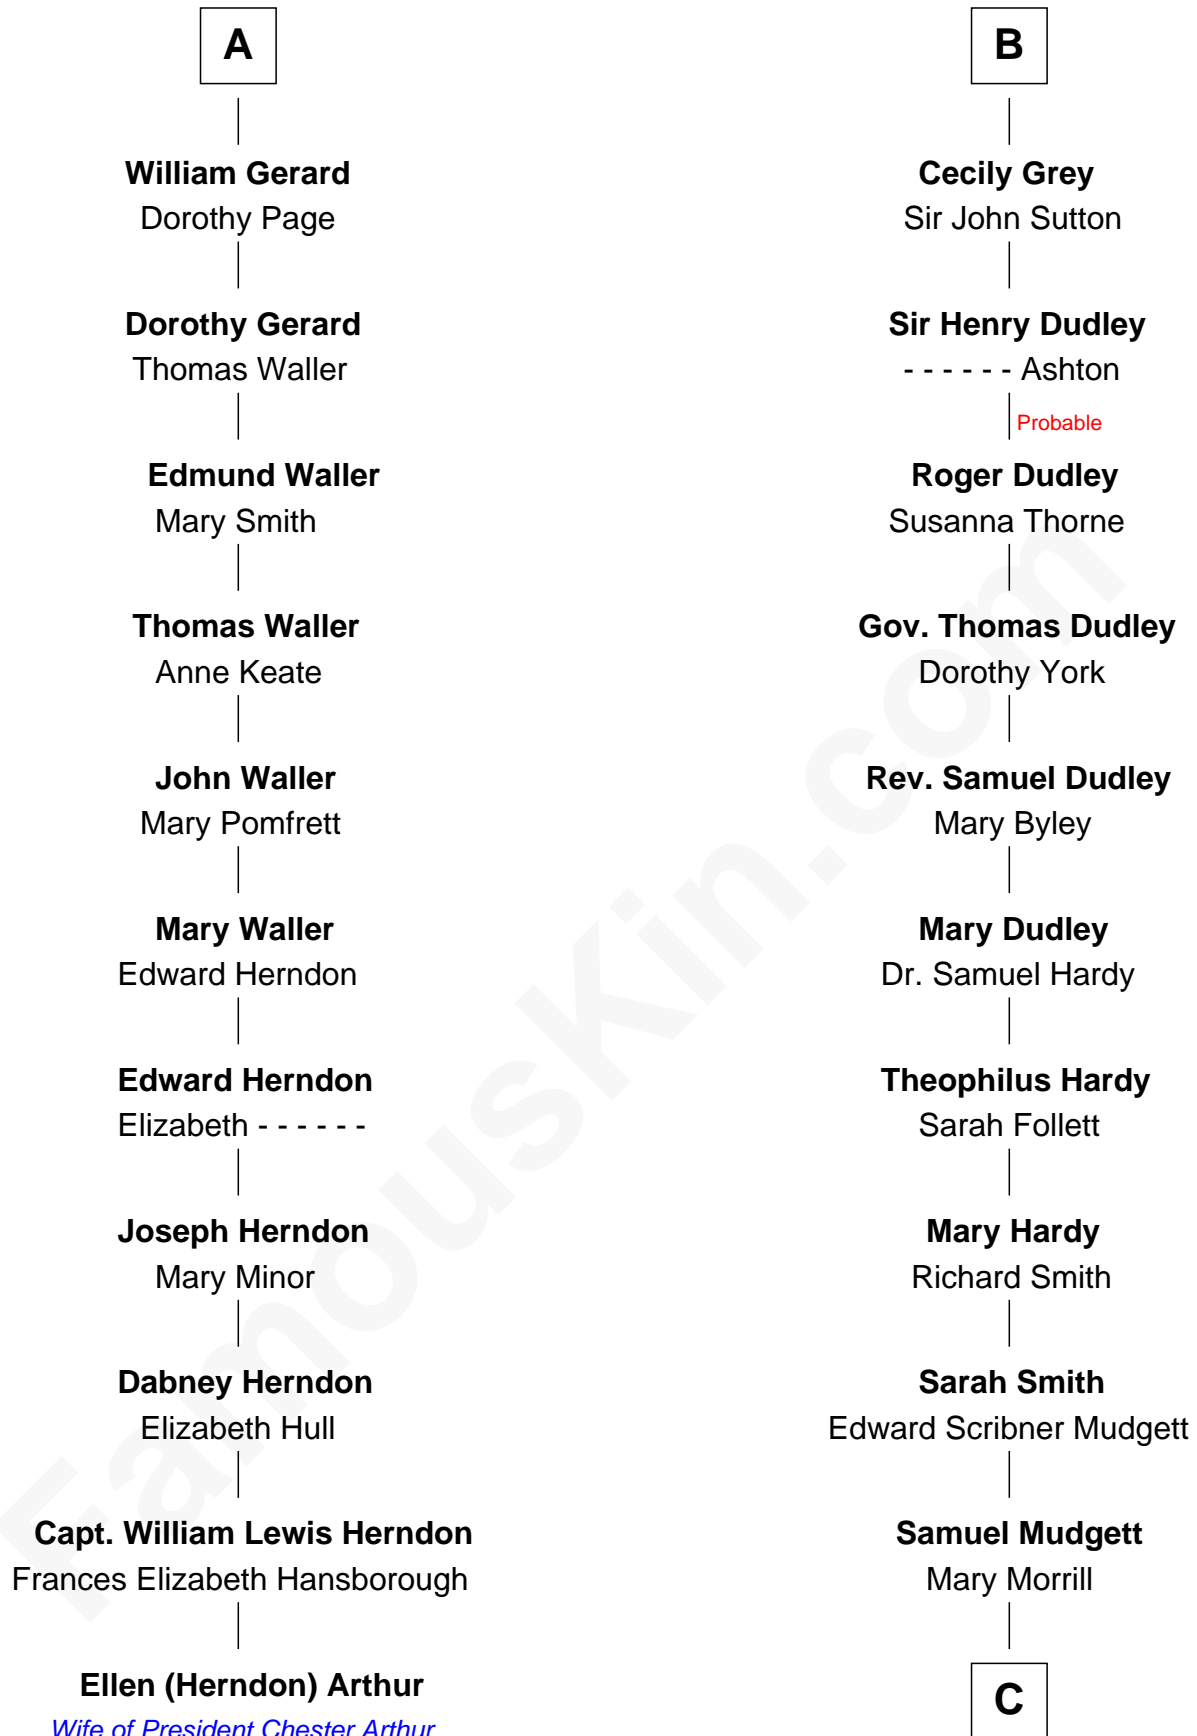 A
William Gerard
Dorothy Page
Dorothy Gerard
Thomas Waller
Edmund Waller
Mary Smith
Thomas Waller
Anne Keate
John Waller
Mary Pomfrett
Mary Waller
Edward Herndon
Edward Herndon
Elizabeth - - - - - -
Joseph Herndon
Mary Minor
Dabney Herndon
Elizabeth Hull
Capt. William Lewis Herndon
Frances Elizabeth Hansborough
Ellen (Herndon) Arthur
Wife of President Chester Arthur
B
Cecily Grey
Sir John Sutton
Sir Henry Dudley
- - - - - - Ashton
Probable
Roger Dudley
Susanna Thorne
Gov. Thomas Dudley
Dorothy York
Rev. Samuel Dudley
Mary Byley
Mary Dudley
Dr. Samuel Hardy
Theophilus Hardy
Sarah Follett
Mary Hardy
Richard Smith
Sarah Smith
Edward Scribner Mudgett
Samuel Mudgett
Mary Morrill
C
FamousKin.com